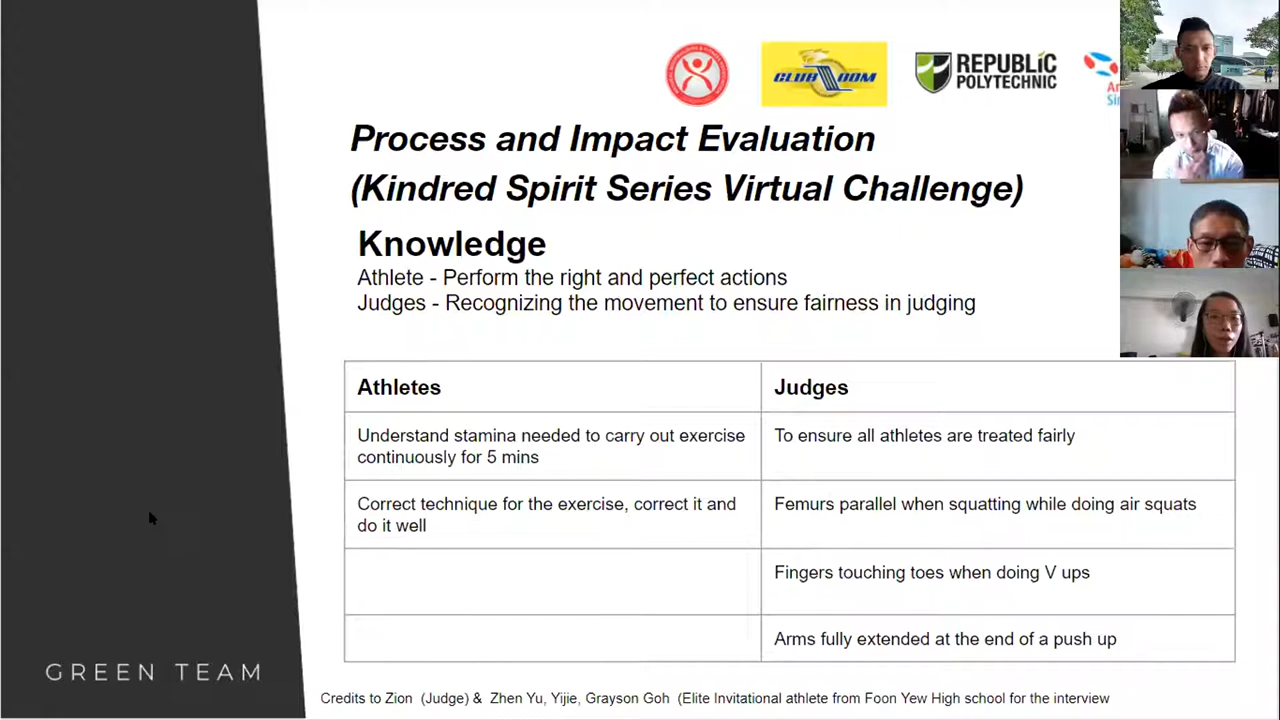 CLUB DOM
REPUBLIC
POLYTECHNIC
Process and Impact Evaluation
(Kindred Spirit Series Virtual Challenge)
Knowledge
Athlete - Perform the right and perfect actions
Judges - Recognizing the movement to ensure fairness in judging
Athletes
Judges
Understand stamina needed to carry out exercise
continuously for 5 mins
To ensure all athletes are treated fairly
Correct technique for the exercise, correct it and
do it well
Femurs parallel when squatting while doing air squats
Fingers touching toes when doing V ups
Arms fully extended at the end of a push up
GREEN TEAM
Credits to Zion (Judge) & Zhen Yu, Yijie, Grayson Goh (Elite Invitational athlete from Foon Yew High school for the interview